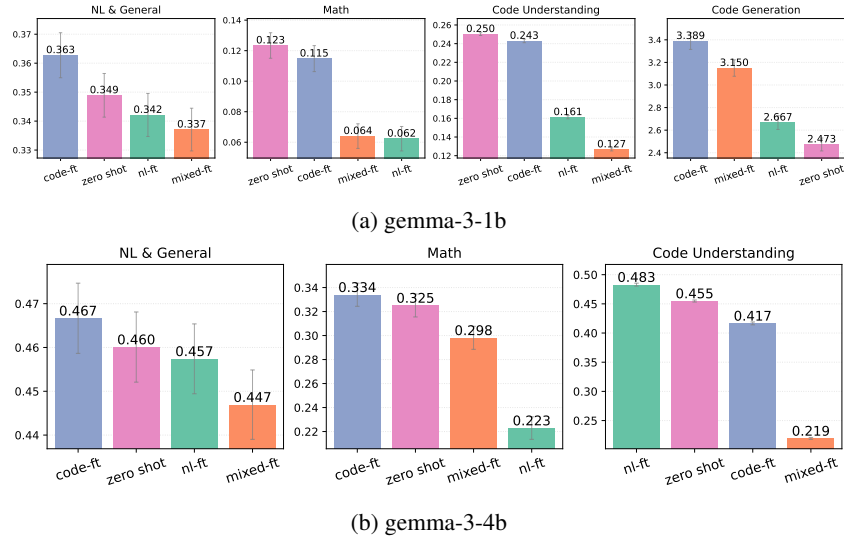 NL & General
Math
Code Understanding
Code Generation
0.37
0.36
0.35
0.34
0.33
0.363
0.349
0.342
0.337
code-ft
zero shot
nl-ft
mixed-ft
0.12
0.10
0.08
0.06
0.123
0.115
0.064
0.062
zero shot
code-ft
mixed-ft
nl-ft
0.26
0.24
0.22
0.20
0.18
0.16
0.14
0.12
0.250
0.243
0.161
0.127
zero shot
code-ft
nl-ft
mixed-ft
3.4
3.2
3.0
2.8
2.6
2.4
3.389
3.150
2.667
2.473
code-ft
mixed-ft
nl-ft
zero shot
(a) gemma-3-1b
NL & General
Math
Code Understanding
0.47
0.46
0.45
0.44
0.467
0.460
0.457
0.447
code-ft
zero shot
nl-ft
mixed-ft
0.34
0.32
0.30
0.28
0.26
0.24
0.22
0.334
0.325
0.298
0.223
code-ft
zero shot
mixed-ft
nl-ft
0.50
0.45
0.40
0.35
0.30
0.25
0.483
0.455
0.417
0.219
nl-ft
zero shot
code-ft
mixed-ft
(b) gemma-3-4b